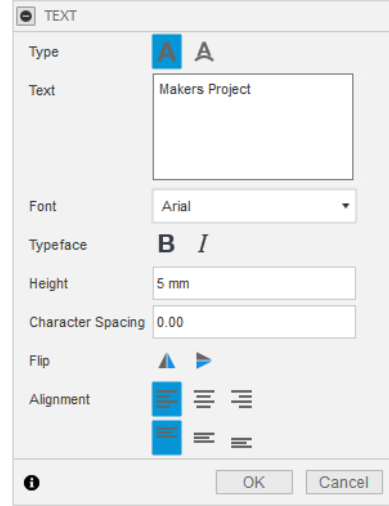 TEXT
Type A A
Text Makers Project
Font Arial
Typeface B I
Height 5 mm
Character Spacing 0.00
Flip
Alignment
OK Cancel